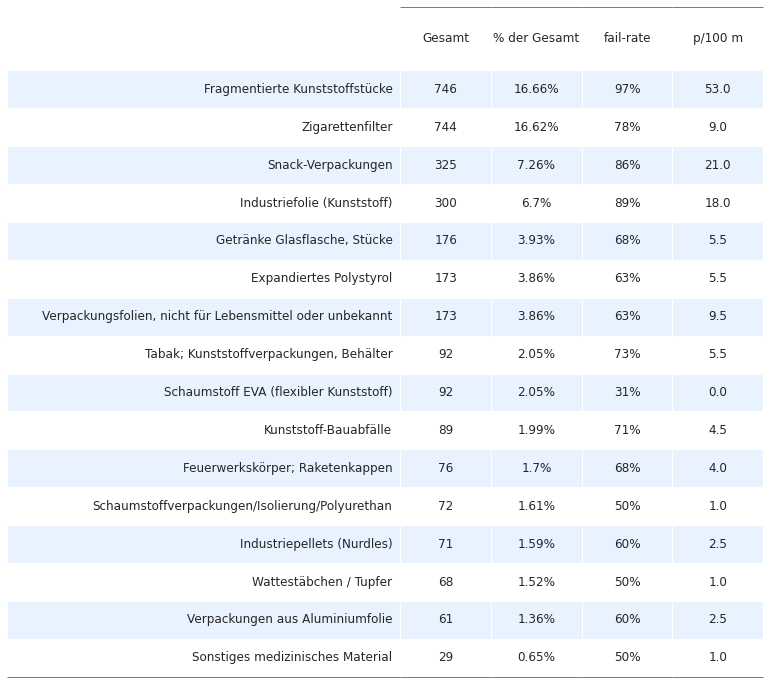 Gesamt % der Gesamt fail-rate p/100 m
Fragmentierte Kunststoffstücke 746 16.66% 97% 53.0
Zigarettenfilter 744 16.62% 78% 9.0
Snack-Verpackungen 325 7.26% 86% 21.0
Industriefolie (Kunststoff) 300 6.7% 89% 18.0
Getränke Glasflasche, Stücke 176 3.93% 68% 5.5
Expandiertes Polystyrol 173 3.86% 63% 5.5
Verpackungsfolien, nicht für Lebensmittel oder unbekannt 173 3.86% 63% 9.5
Tabak; Kunststoffverpackungen, Behälter 92 2.05% 73% 5.5
Schaumstoff EVA (flexibler Kunststoff) 92 2.05% 31% 0.0
Kunststoff-Bauabfälle 89 1.99% 71% 4.5
Feuerwerkskörper; Raketenkappen 76 1.7% 68% 4.0
Schaumstoffverpackungen/Isolierung/Polyurethan 72 1.61% 50% 1.0
Industriepellets (Nurdles) 71 1.59% 60% 2.5
Wattestäbchen / Tupfer 68 1.52% 50% 1.0
Verpackungen aus Aluminiumfolie 61 1.36% 60% 2.5
Sonstiges medizinisches Material 29 0.65% 50% 1.0